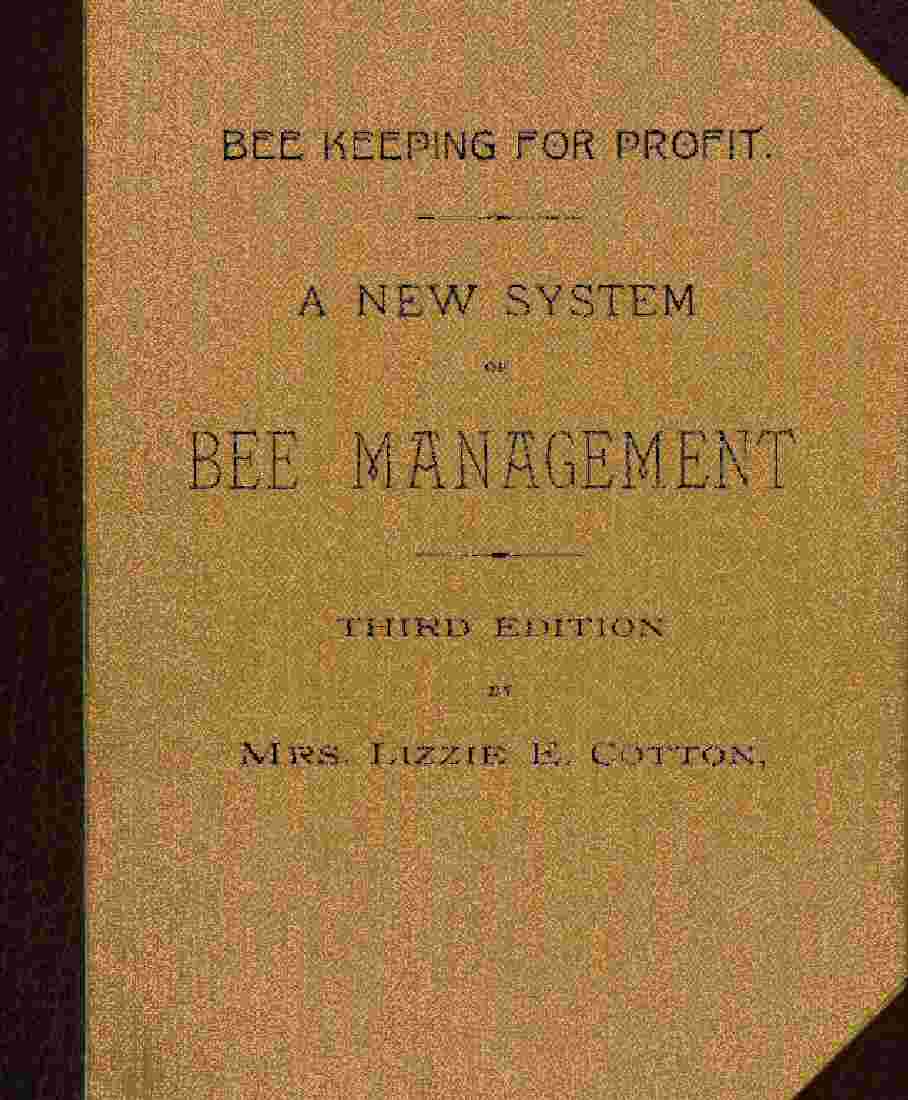 BEE KEEPING FOR PROFIT.
A NEW SYSTEM
OF
BEE MANAGEMENT
THIRD EDITION
BY
MRS. LIZZIE E. COTTON,